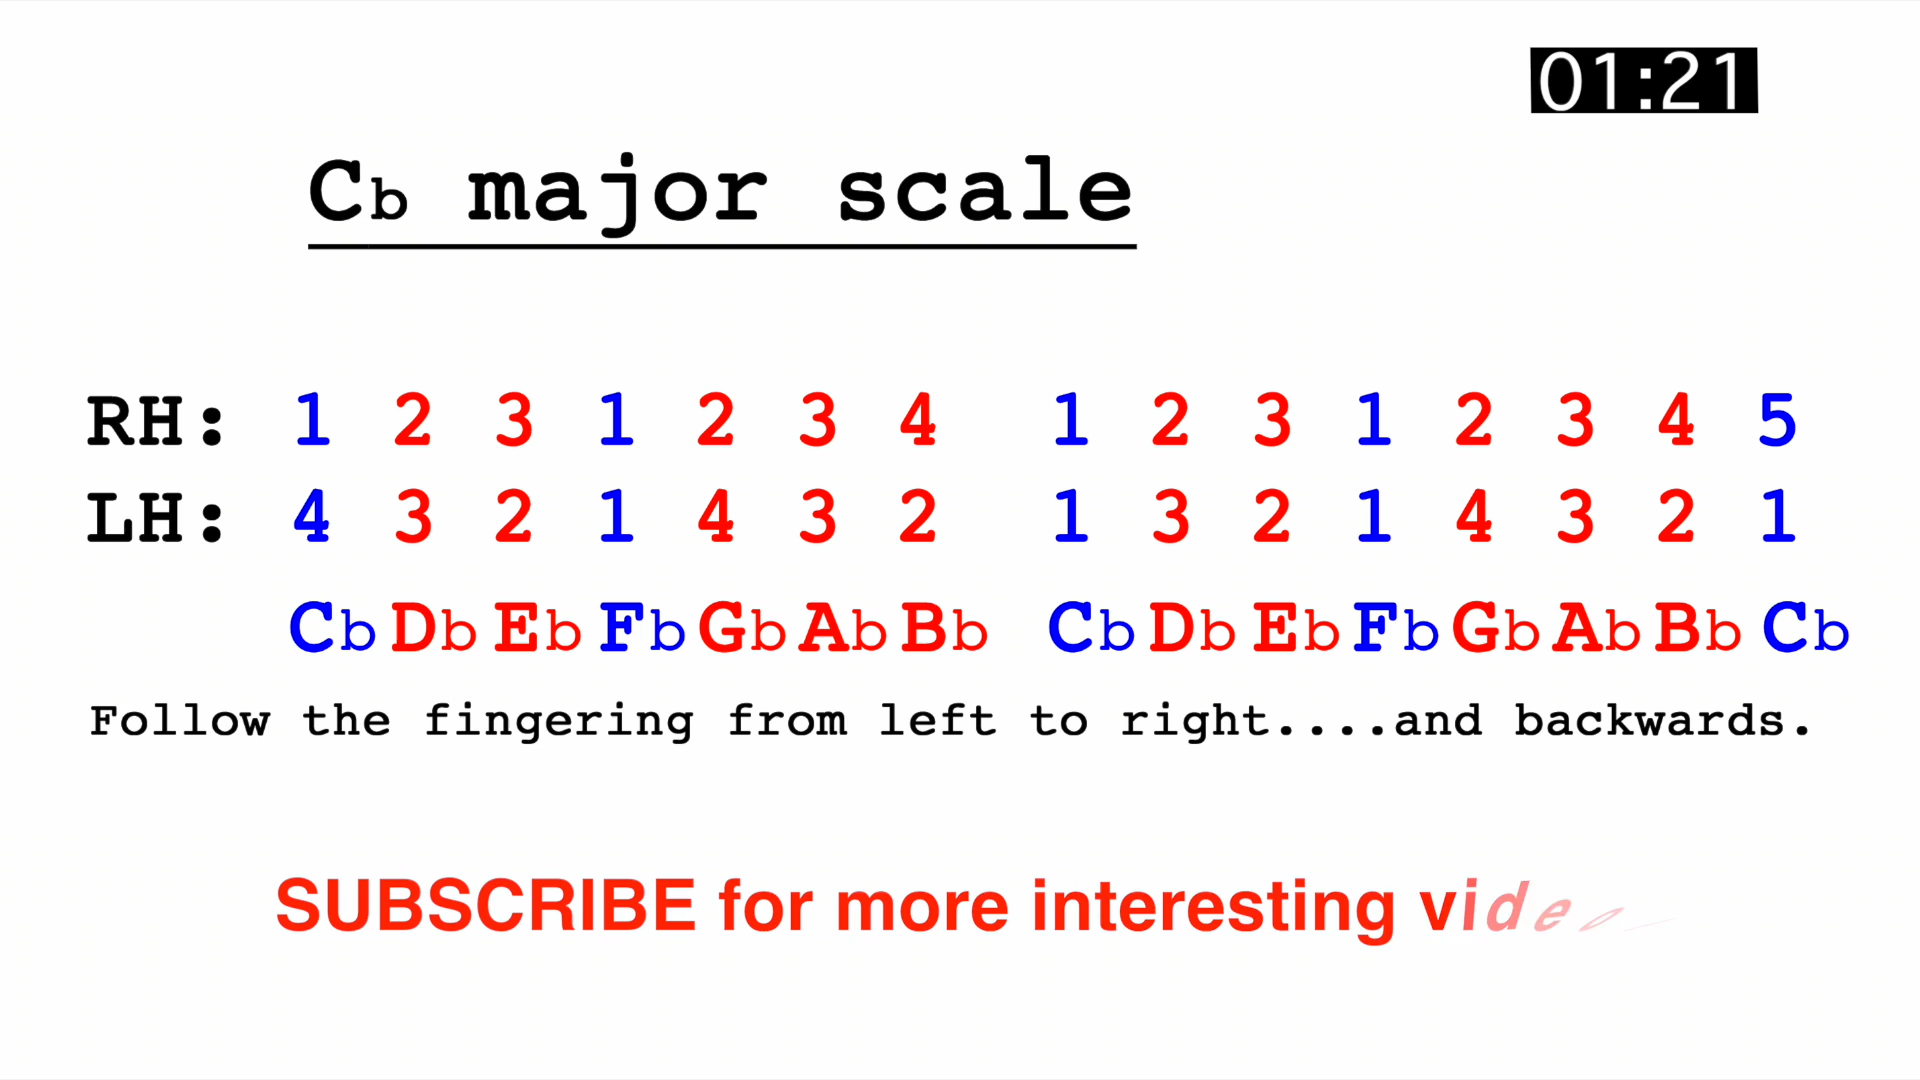 01:21
Cb major scale
RH: 1 2 3 1 2 3 4 1 2 3 1 2 3 4 5
LH: 4 3 2 1 4 3 2 1 3 2 1 4 3 2 1
Cb Db Eb Fb Gb Ab Bb Cb Db Eb Fb Gb Ab Bb Cb
Follow the fingering from left to right....and backwards.
SUBSCRIBE for more interesting video